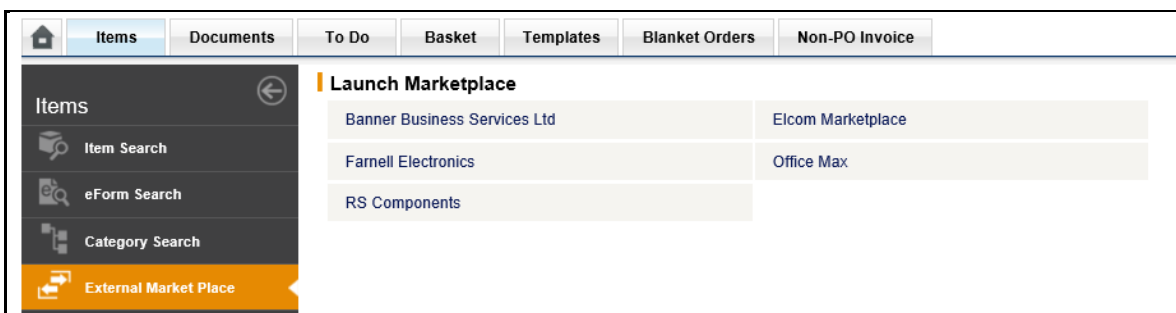 Items Documents To Do Basket Templates Blanket Orders Non-PO Invoice
Items
Item Search
eForm Search
Category Search
External Market Place
Launch Marketplace
Banner Business Services Ltd Elcom Marketplace
Farnell Electronics Office Max
RS Components